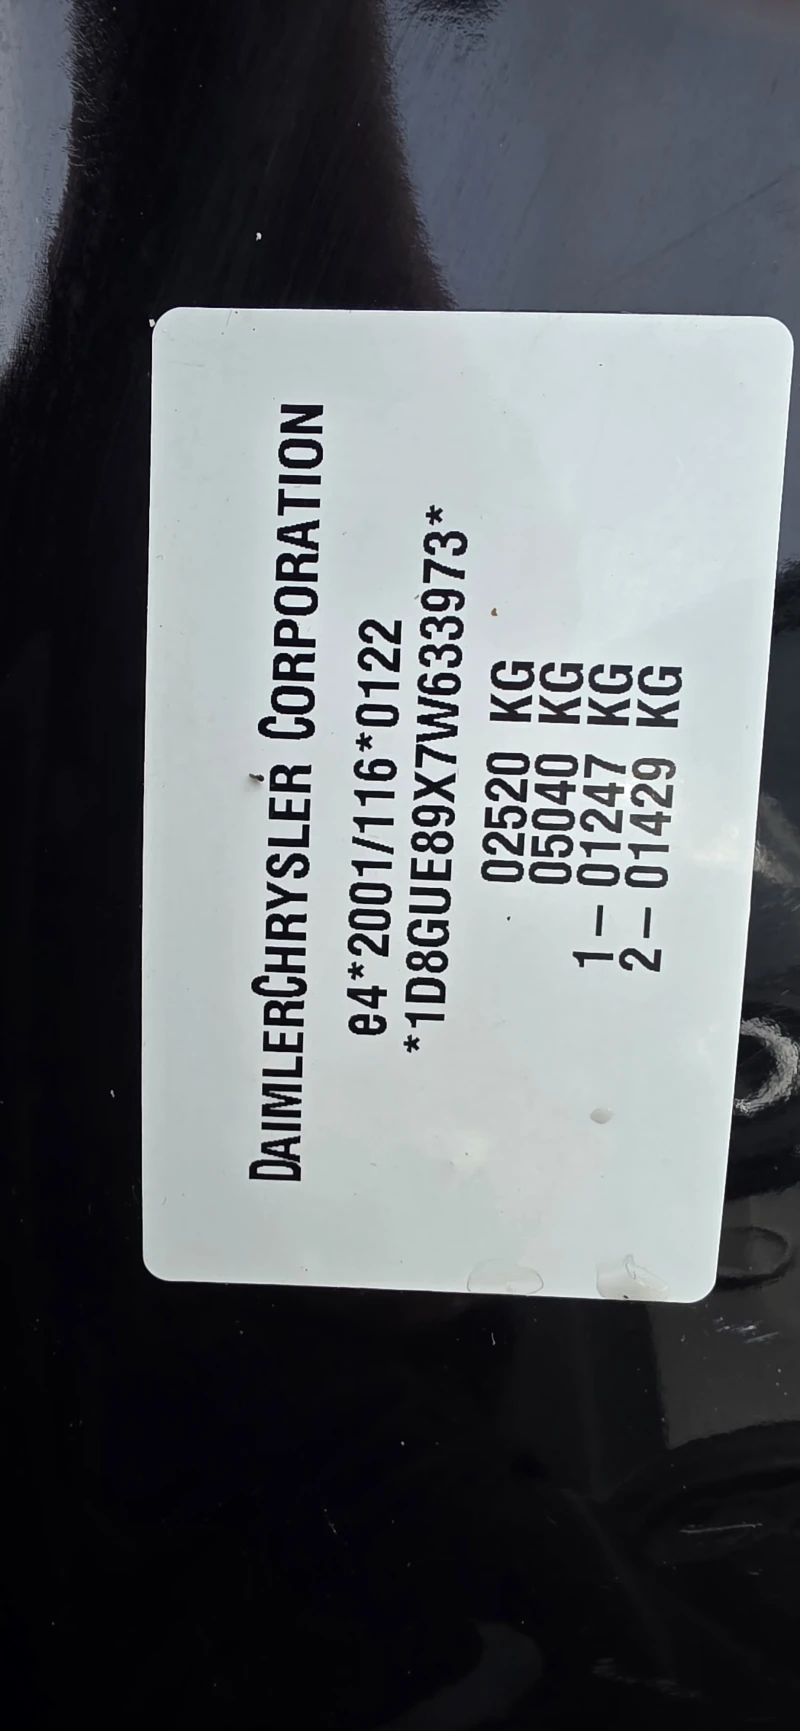 DAIMLERCHRYSLER CORPORATION
e4*2001/116*0122
*1D8GUE89X7W633973*
02520 KG
05040 KG
1– 01247 KG
2– 01429 KG